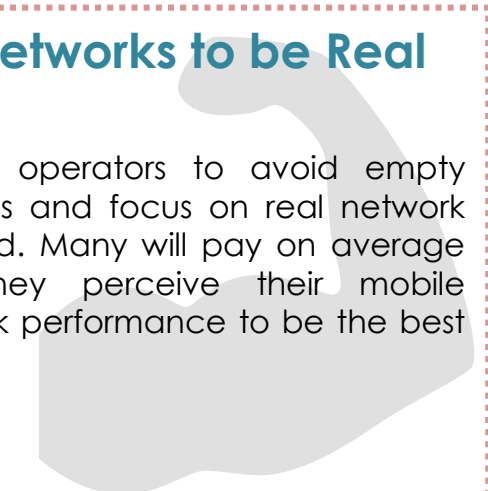 etworks to be Real
operators to avoid empty
s and focus on real network
d. Many will pay on average
hey perceive their mobile
k performance to be the best